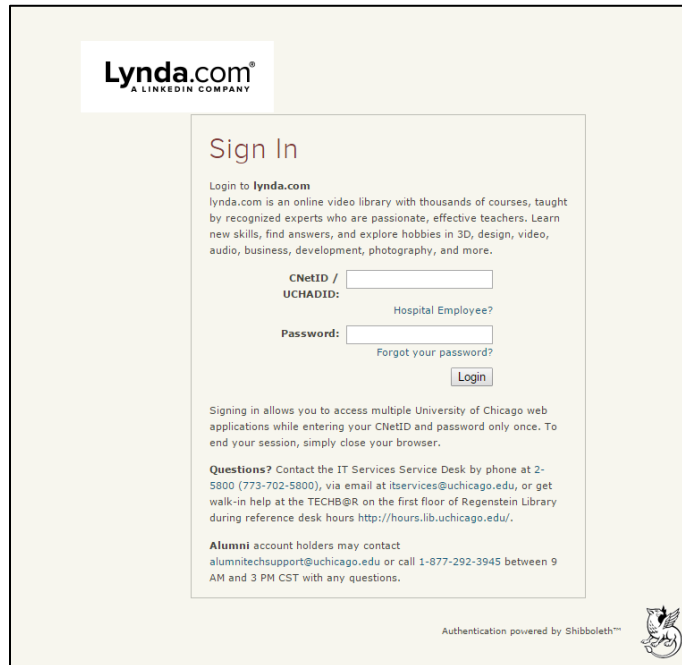 Lynda.com®
A LINKEDIN COMPANY
Sign In
Login to lynda.com
lynda.com is an online video library with thousands of courses, taught
by recognized experts who are passionate, effective teachers. Learn
new skills, find answers, and explore hobbies in 3D, design, video,
audio, business, development, photography, and more.
CNetID /
UCHADID:
Hospital Employee?
Password:
Forgot your password?
Login
Signing in allows you to access multiple University of Chicago web
applications while entering your CNetID and password only once. To
end your session, simply close your browser.
Questions? Contact the IT Services Service Desk by phone at 2-
5800 (773-702-5800), via email at itservices@uchicago.edu, or get
walk-in help at the TECHB@R on the first floor of Regenstein Library
during reference desk hours http://hours.lib.uchicago.edu/.
Alumni account holders may contact
alumnitechsupport@uchicago.edu or call 1-877-292-3945 between 9
AM and 3 PM CST with any questions.
Authentication powered by Shibboleth™